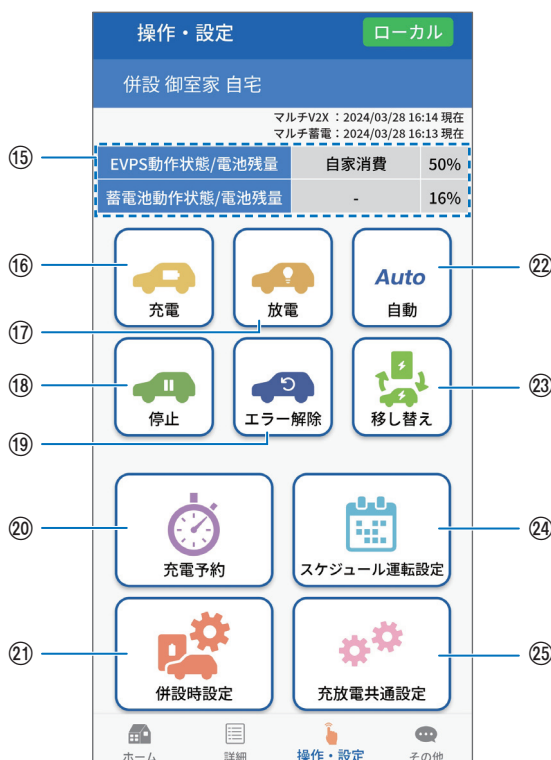 操作・設定 ローカル
併設 御室家 自宅
マルチV2X ：2024/03/28 16:14 現在
マルチ蓄電：2024/03/28 16:13 現在
⑮ EVPS動作状態/電池残量 自家消費 50%
蓄電池動作状態/電池残量 - 16%
⑯ 充電
⑰ 放電
㉒ Auto
自動
⑱ 停止
⑲ エラー解除
㉓ 移し替え
⑳ 充電予約
㉔ スケジュール運転設定
㉑ 併設時設定
㉕ 充放電共通設定
ホーム 詳細 操作・設定 その他